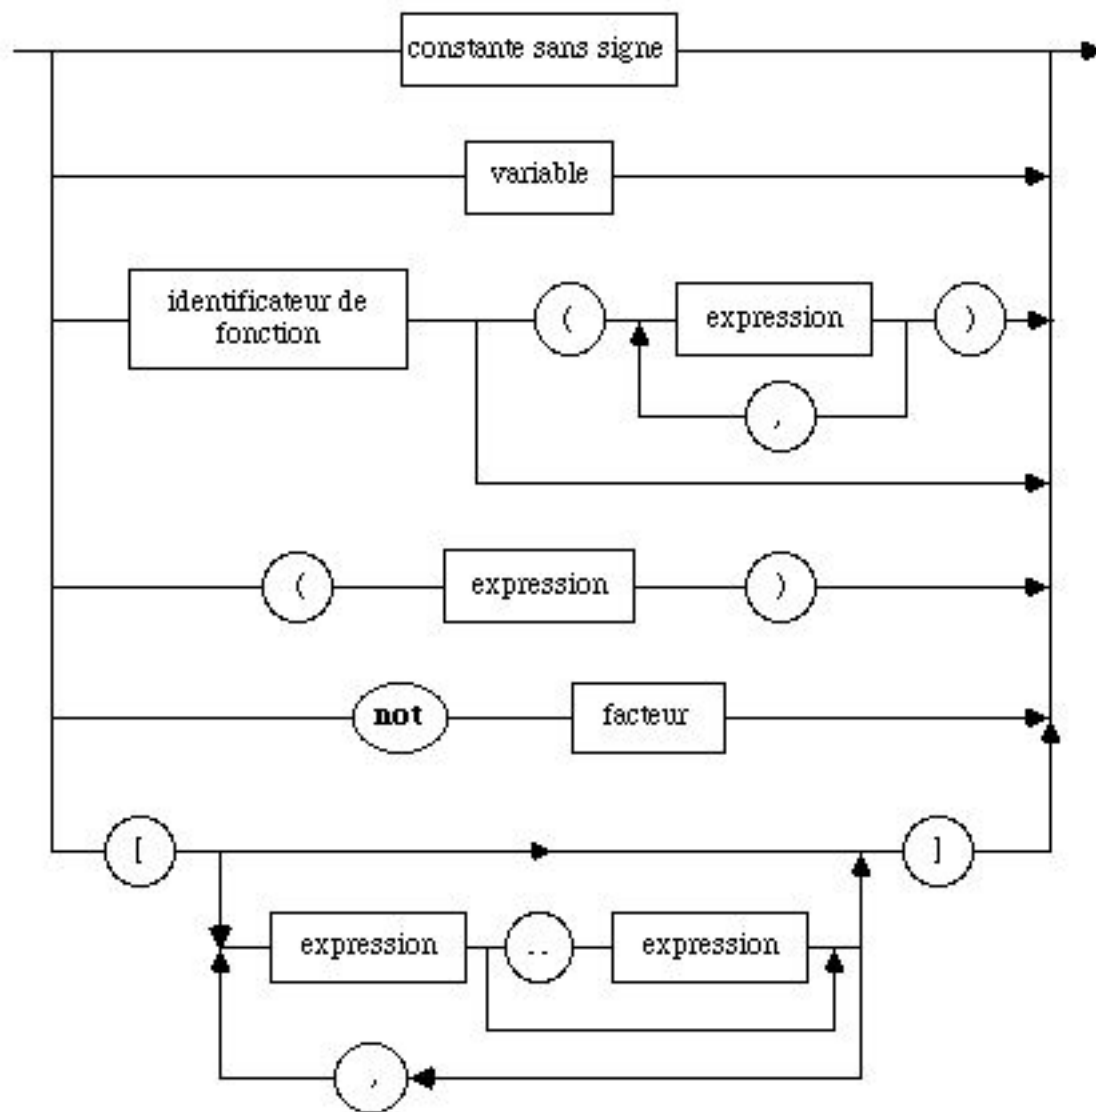 constante sans signe
variable
identificateur de
fonction
( expression )
,
( expression )
not facteur
[ ]
expression .. expression
,